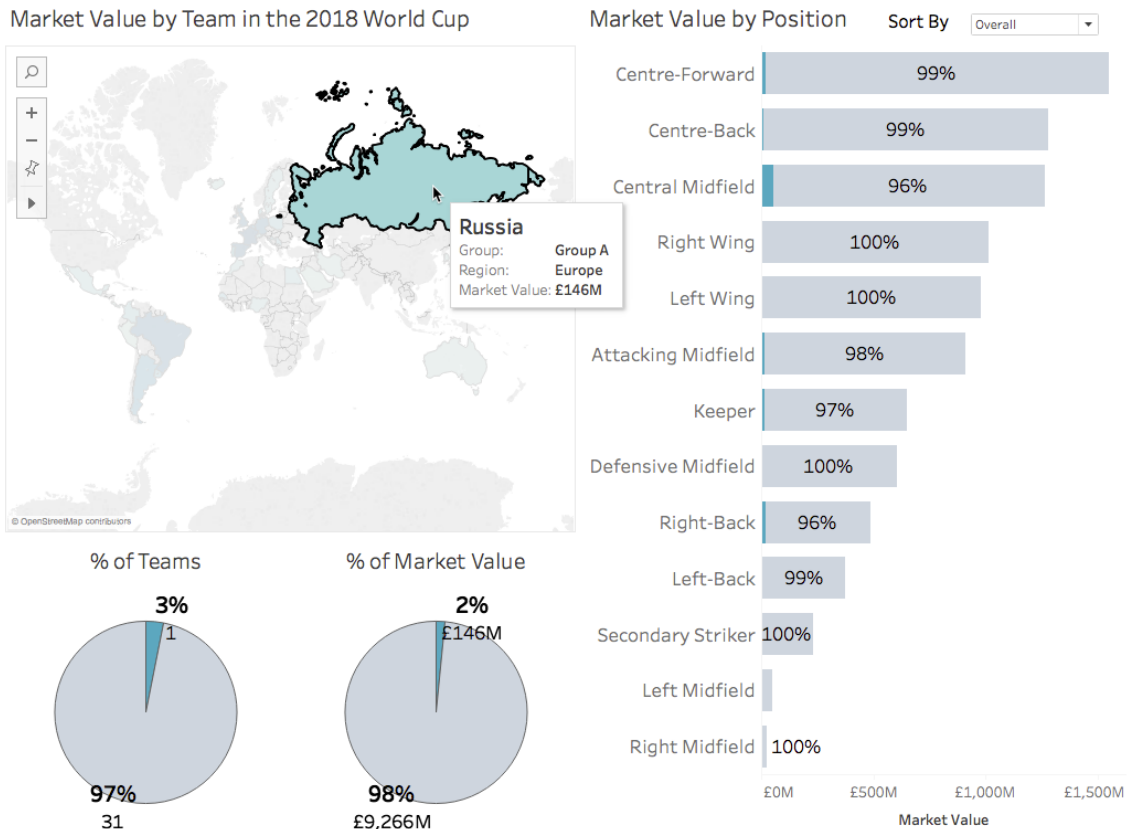 Market Value by Team in the 2018 World Cup
© OpenStreetMap contributors
Russia
Group: Group A
Region: Europe
Market Value: £146M
% of Teams
3%
1
97%
31
% of Market Value
2%
£146M
98%
£9,266M
Market Value by Position
Sort By
Overall
Centre-Forward 99%
Centre-Back 99%
Central Midfield 96%
Right Wing 100%
Left Wing 100%
Attacking Midfield 98%
Keeper 97%
Defensive Midfield 100%
Right-Back 96%
Left-Back 99%
Secondary Striker 100%
Left Midfield
Right Midfield 100%
£0M £500M £1,000M £1,500M
Market Value